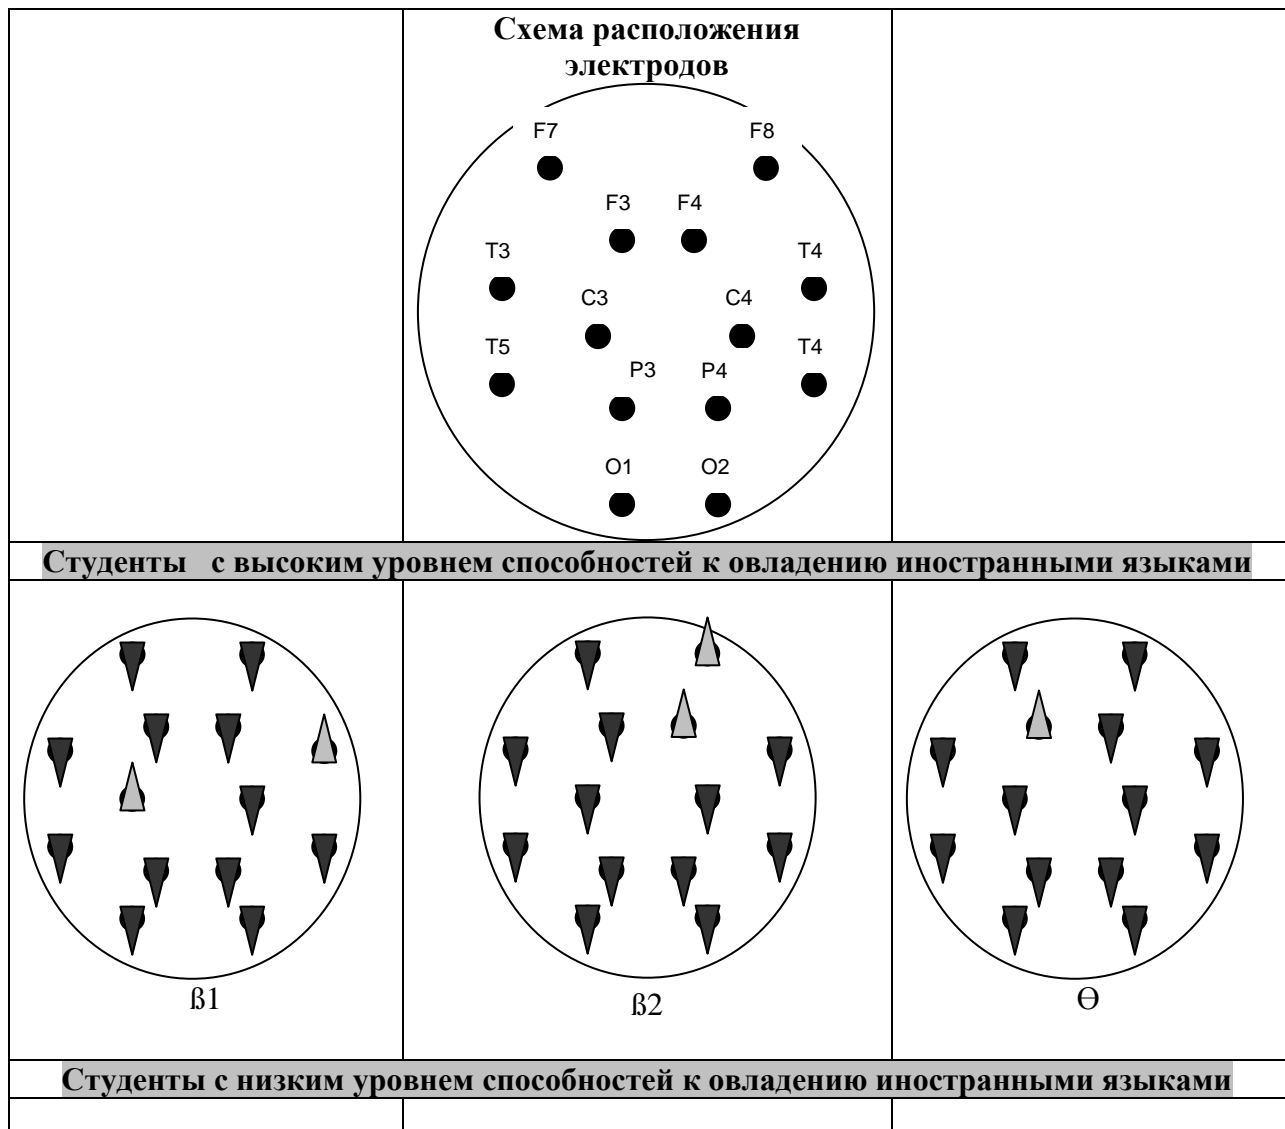 Схема расположения
электродов
F7 F8
F3 F4
T3 T4
C3 C4
T5 T4
P3 P4
O1 O2
Студенты с высоким уровнем способностей к овладению иностранными языками
ß1 ß2 Ө
Студенты с низким уровнем способностей к овладению иностранными языками